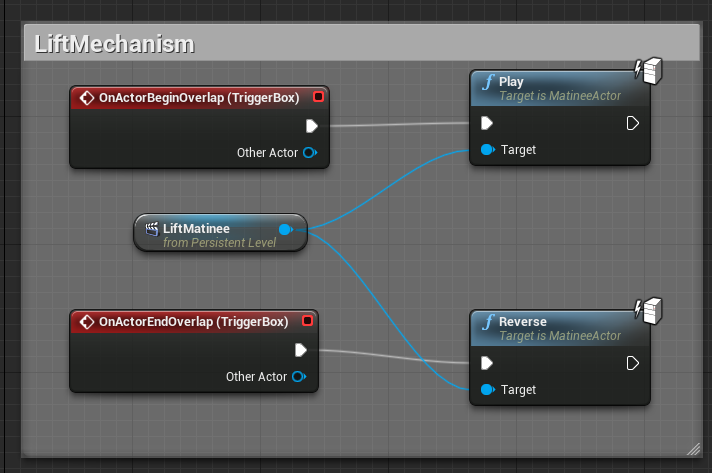 LiftMechanism
OnActorBeginOverlap (TriggerBox)
Other Actor
f Play
Target is MatineeActor
Target
LiftMatinee
from Persistent Level
OnActorEndOverlap (TriggerBox)
Other Actor
f Reverse
Target is MatineeActor
Target